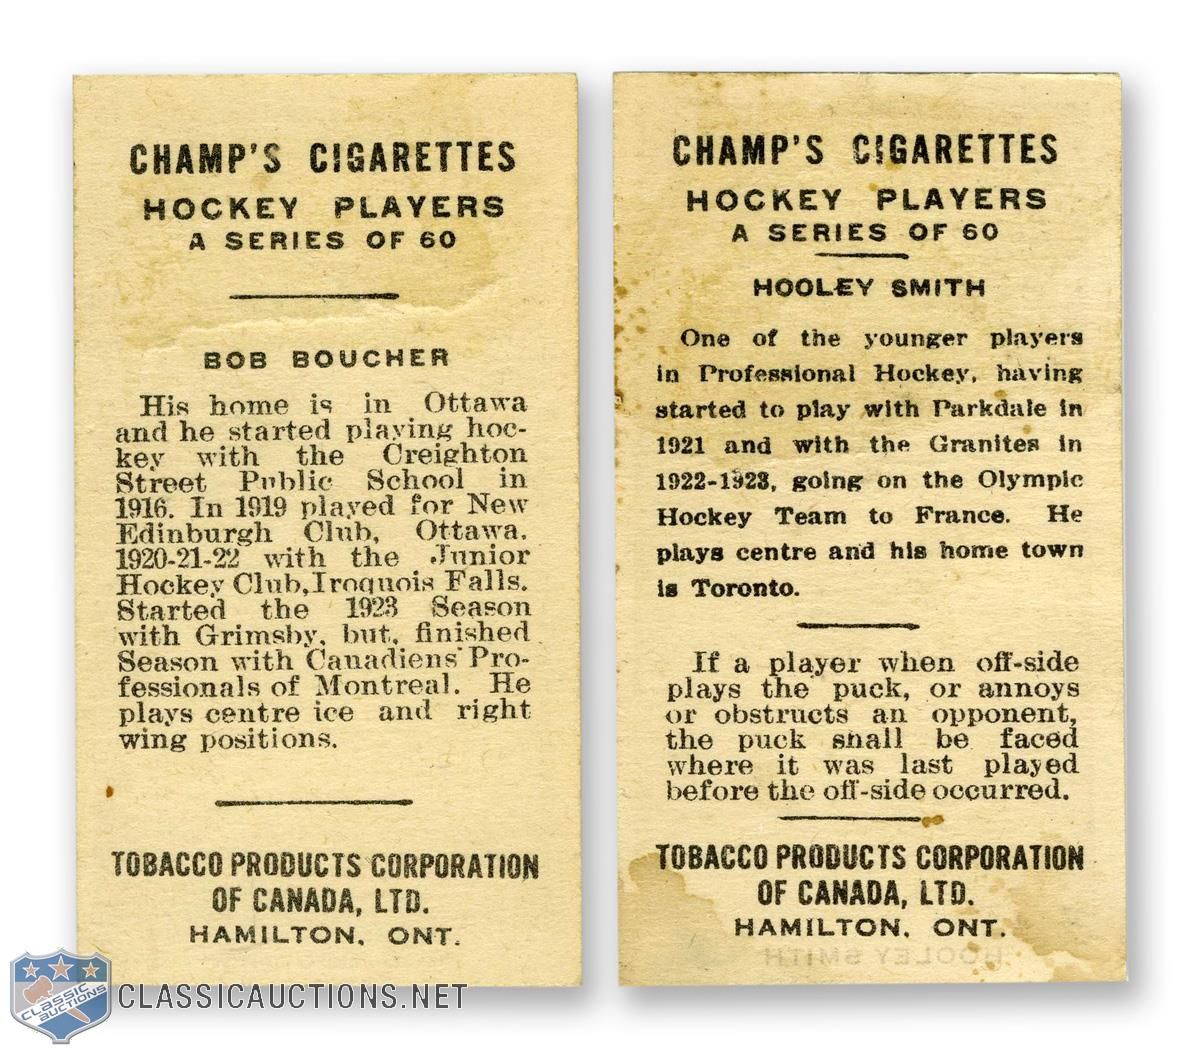 CHAMP'S CIGARETTES
HOCKEY PLAYERS
A SERIES OF 60
BOB BOUCHER
His home is in Ottawa
and he started playing hoc-
key with the Creighton
Street Public School in
1916. In 1919 played for New
Edinburgh Club, Ottawa.
1920-21-22 with the Junior
Hockey Club, Iroquois Falls.
Started the 1923 Season
with Grimsby, but, finished
Season with Canadiens' Pro-
fessionals of Montreal. He
plays centre ice and right
wing positions.
TOBACCO PRODUCTS CORPORATION
OF CANADA, LTD.
HAMILTON, ONT.
CHAMP'S CIGARETTES
HOCKEY PLAYERS
A SERIES OF 60
HOOLEY SMITH
One of the younger players
in Professional Hockey, having
started to play with Parkdale in
1921 and with the Granites in
1922-1923, going on the Olympic
Hockey Team to France. He
plays centre and his home town
is Toronto.
If a player when off-side
plays the puck, or annoys
or obstructs an opponent,
the puck shall be faced
where it was last played
before the off-side occurred.
TOBACCO PRODUCTS CORPORATION
OF CANADA, LTD.
HAMILTON, ONT.
HOOLEY SMITH
CLASSIC
AUCTIONS
CLASSICAUCTIONS.NET